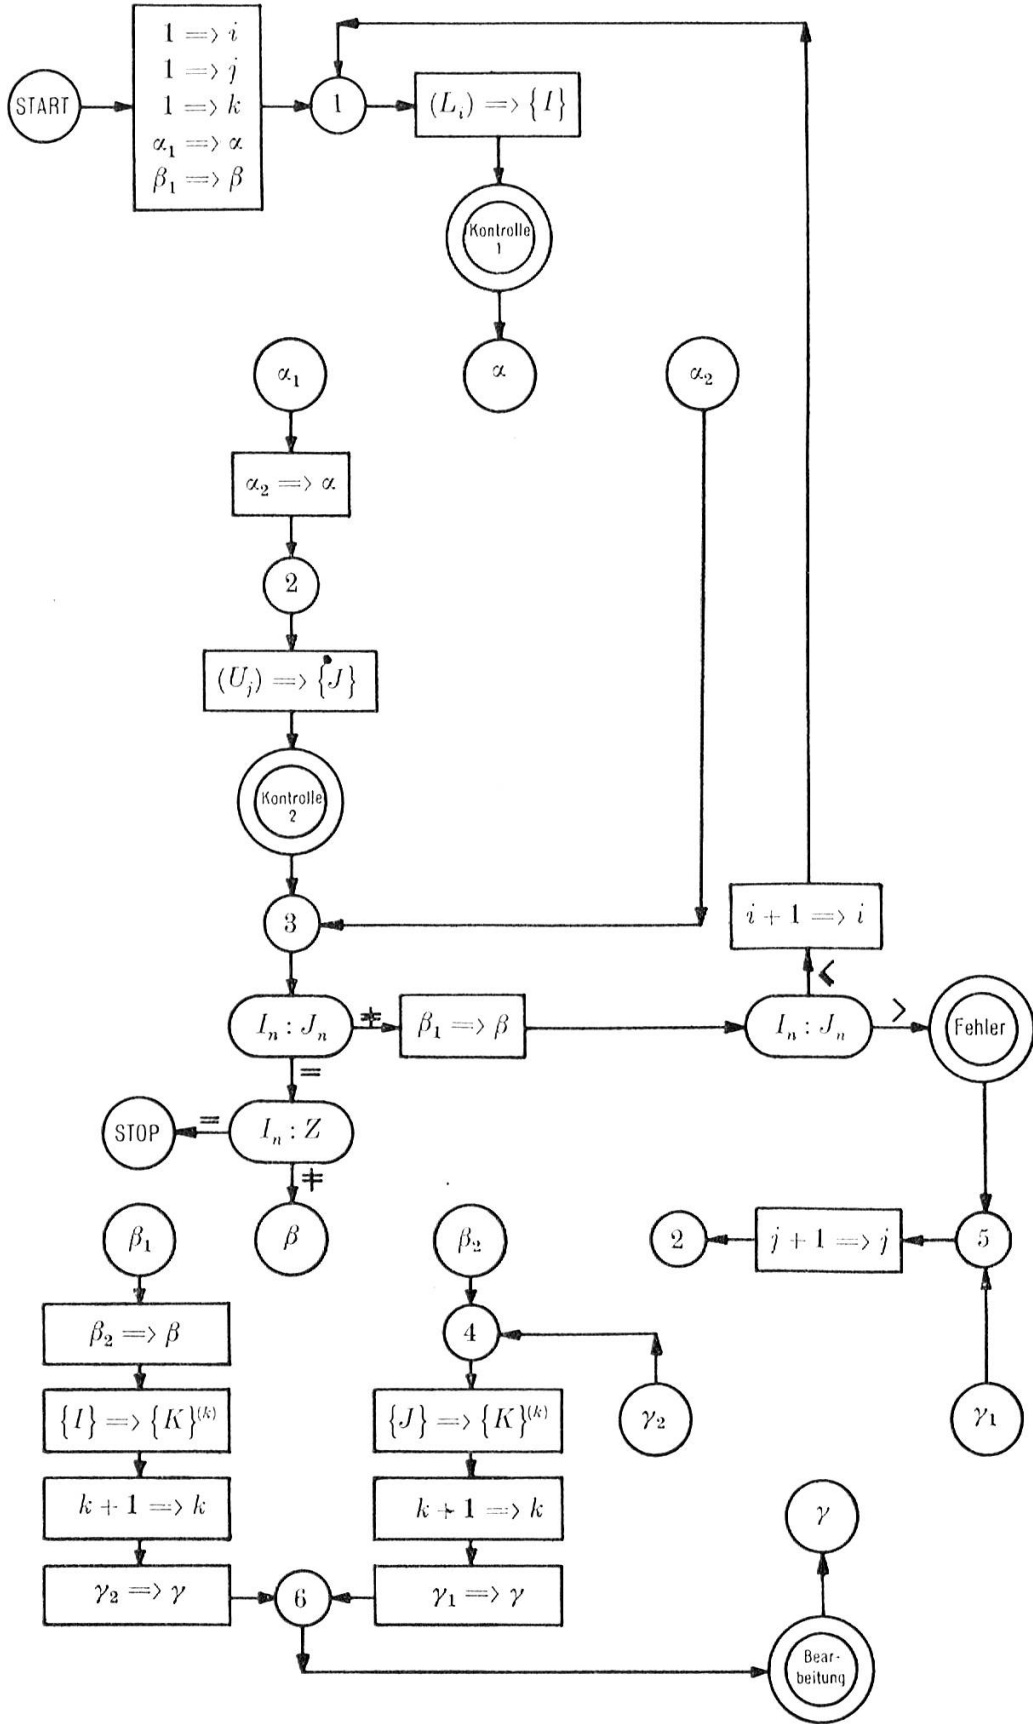 START
1 => i
1 => j
1 => k
α₁ => α
β₁ => β
1
(Lᵢ) => {I}
Kontrolle
1
α₁
α
α₂
α₂ => α
2
(Uⱼ) => {J}
Kontrolle
2
3
i + 1 => i
<
Iₙ : Jₙ
≠
β₁ => β
Iₙ : Jₙ
>
Fehler
=
STOP
=
Iₙ : Z
≠
β₁
β
β₂
2
j + 1 => j
5
β₂ => β
4
{I} => {K}⁽ᵏ⁾
{J} => {K}⁽ᵏ⁾
γ₂
γ₁
k + 1 => k
k + 1 => k
γ
γ₂ => γ
6
γ₁ => γ
Bear-
beitung